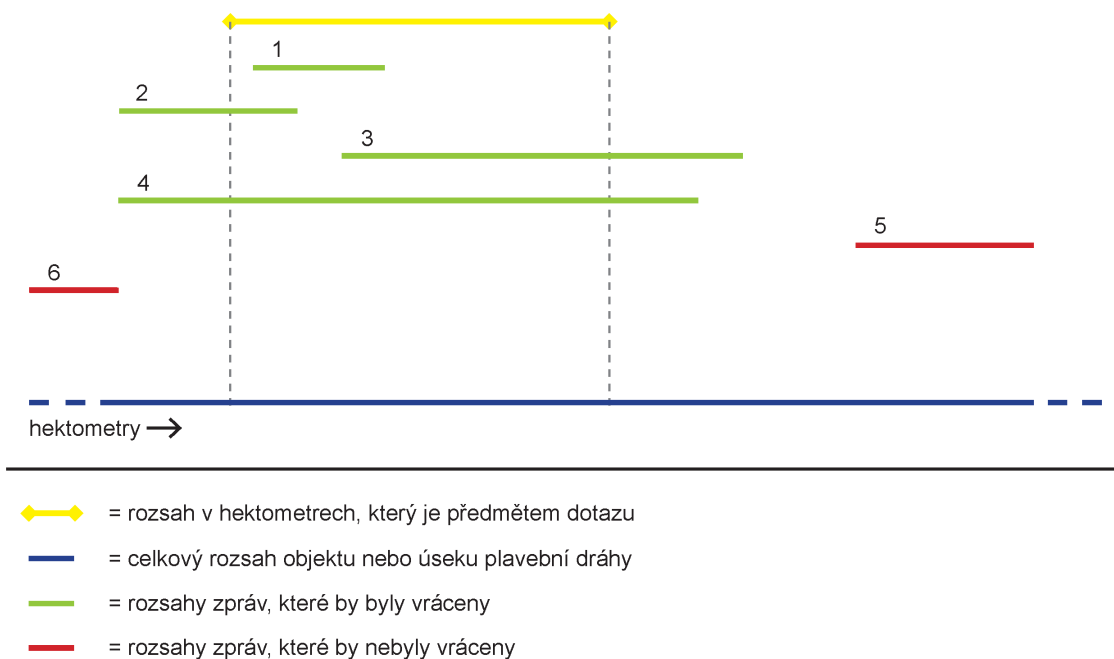 1
2
3
4
5
6
hektometry
= rozsah v hektometrech, který je předmětem dotazu
= celkový rozsah objektu nebo úseku plavební dráhy
= rozsahy zpráv, které by byly vráceny
= rozsahy zpráv, které by nebyly vráceny